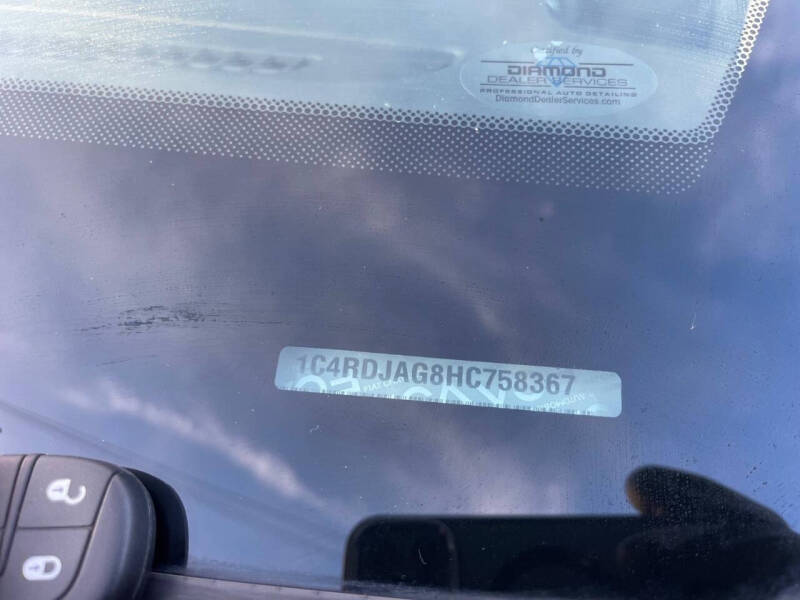 Certified by
DIAMOND
DEALER SERVICES
PROFESSIONAL AUTO DETAILING
DiamondDealerServices.com
1C4RDJAG8HC758367